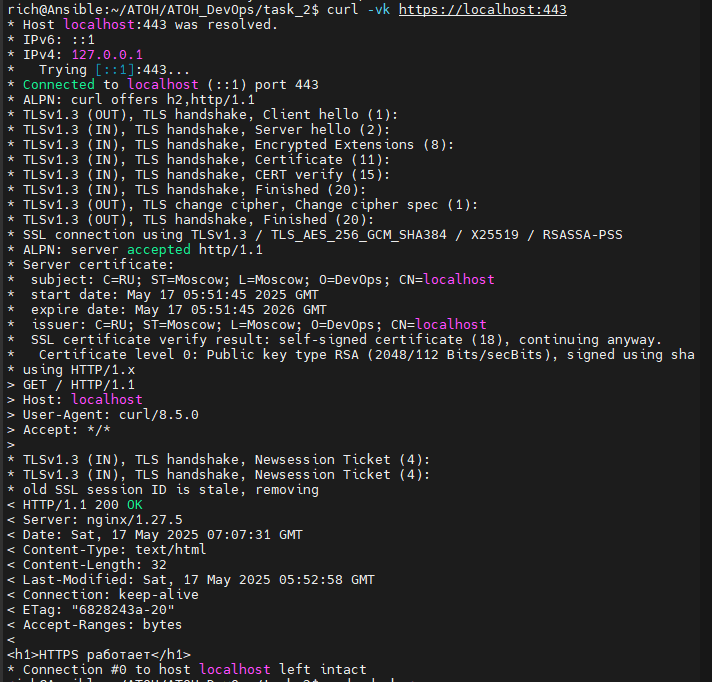 rich@Ansible:~/ATOH/ATOH_DevOps/task_2$ curl -vk https://localhost:443
* Host localhost:443 was resolved.
* IPv6: ::1
* IPv4: 127.0.0.1
*   Trying [::1]:443...
* Connected to localhost (::1) port 443
* ALPN: curl offers h2,http/1.1
* TLSv1.3 (OUT), TLS handshake, Client hello (1):
* TLSv1.3 (IN), TLS handshake, Server hello (2):
* TLSv1.3 (IN), TLS handshake, Encrypted Extensions (8):
* TLSv1.3 (IN), TLS handshake, Certificate (11):
* TLSv1.3 (IN), TLS handshake, CERT verify (15):
* TLSv1.3 (IN), TLS handshake, Finished (20):
* TLSv1.3 (OUT), TLS change cipher, Change cipher spec (1):
* TLSv1.3 (OUT), TLS handshake, Finished (20):
* SSL connection using TLSv1.3 / TLS_AES_256_GCM_SHA384 / X25519 / RSASSA-PSS
* ALPN: server accepted http/1.1
* Server certificate:
*  subject: C=RU; ST=Moscow; L=Moscow; O=DevOps; CN=localhost
*  start date: May 17 05:51:45 2025 GMT
*  expire date: May 17 05:51:45 2026 GMT
*  issuer: C=RU; ST=Moscow; L=Moscow; O=DevOps; CN=localhost
*  SSL certificate verify result: self-signed certificate (18), continuing anyway.
*   Certificate level 0: Public key type RSA (2048/112 Bits/secBits), signed using sha
* using HTTP/1.x
> GET / HTTP/1.1
> Host: localhost
> User-Agent: curl/8.5.0
> Accept: */*
>
* TLSv1.3 (IN), TLS handshake, Newsession Ticket (4):
* TLSv1.3 (IN), TLS handshake, Newsession Ticket (4):
* old SSL session ID is stale, removing
< HTTP/1.1 200 OK
< Server: nginx/1.27.5
< Date: Sat, 17 May 2025 07:07:31 GMT
< Content-Type: text/html
< Content-Length: 32
< Last-Modified: Sat, 17 May 2025 05:52:58 GMT
< Connection: keep-alive
< ETag: "6828243a-20"
< Accept-Ranges: bytes
<
<h1>HTTPS работает</h1>
* Connection #0 to host localhost left intact